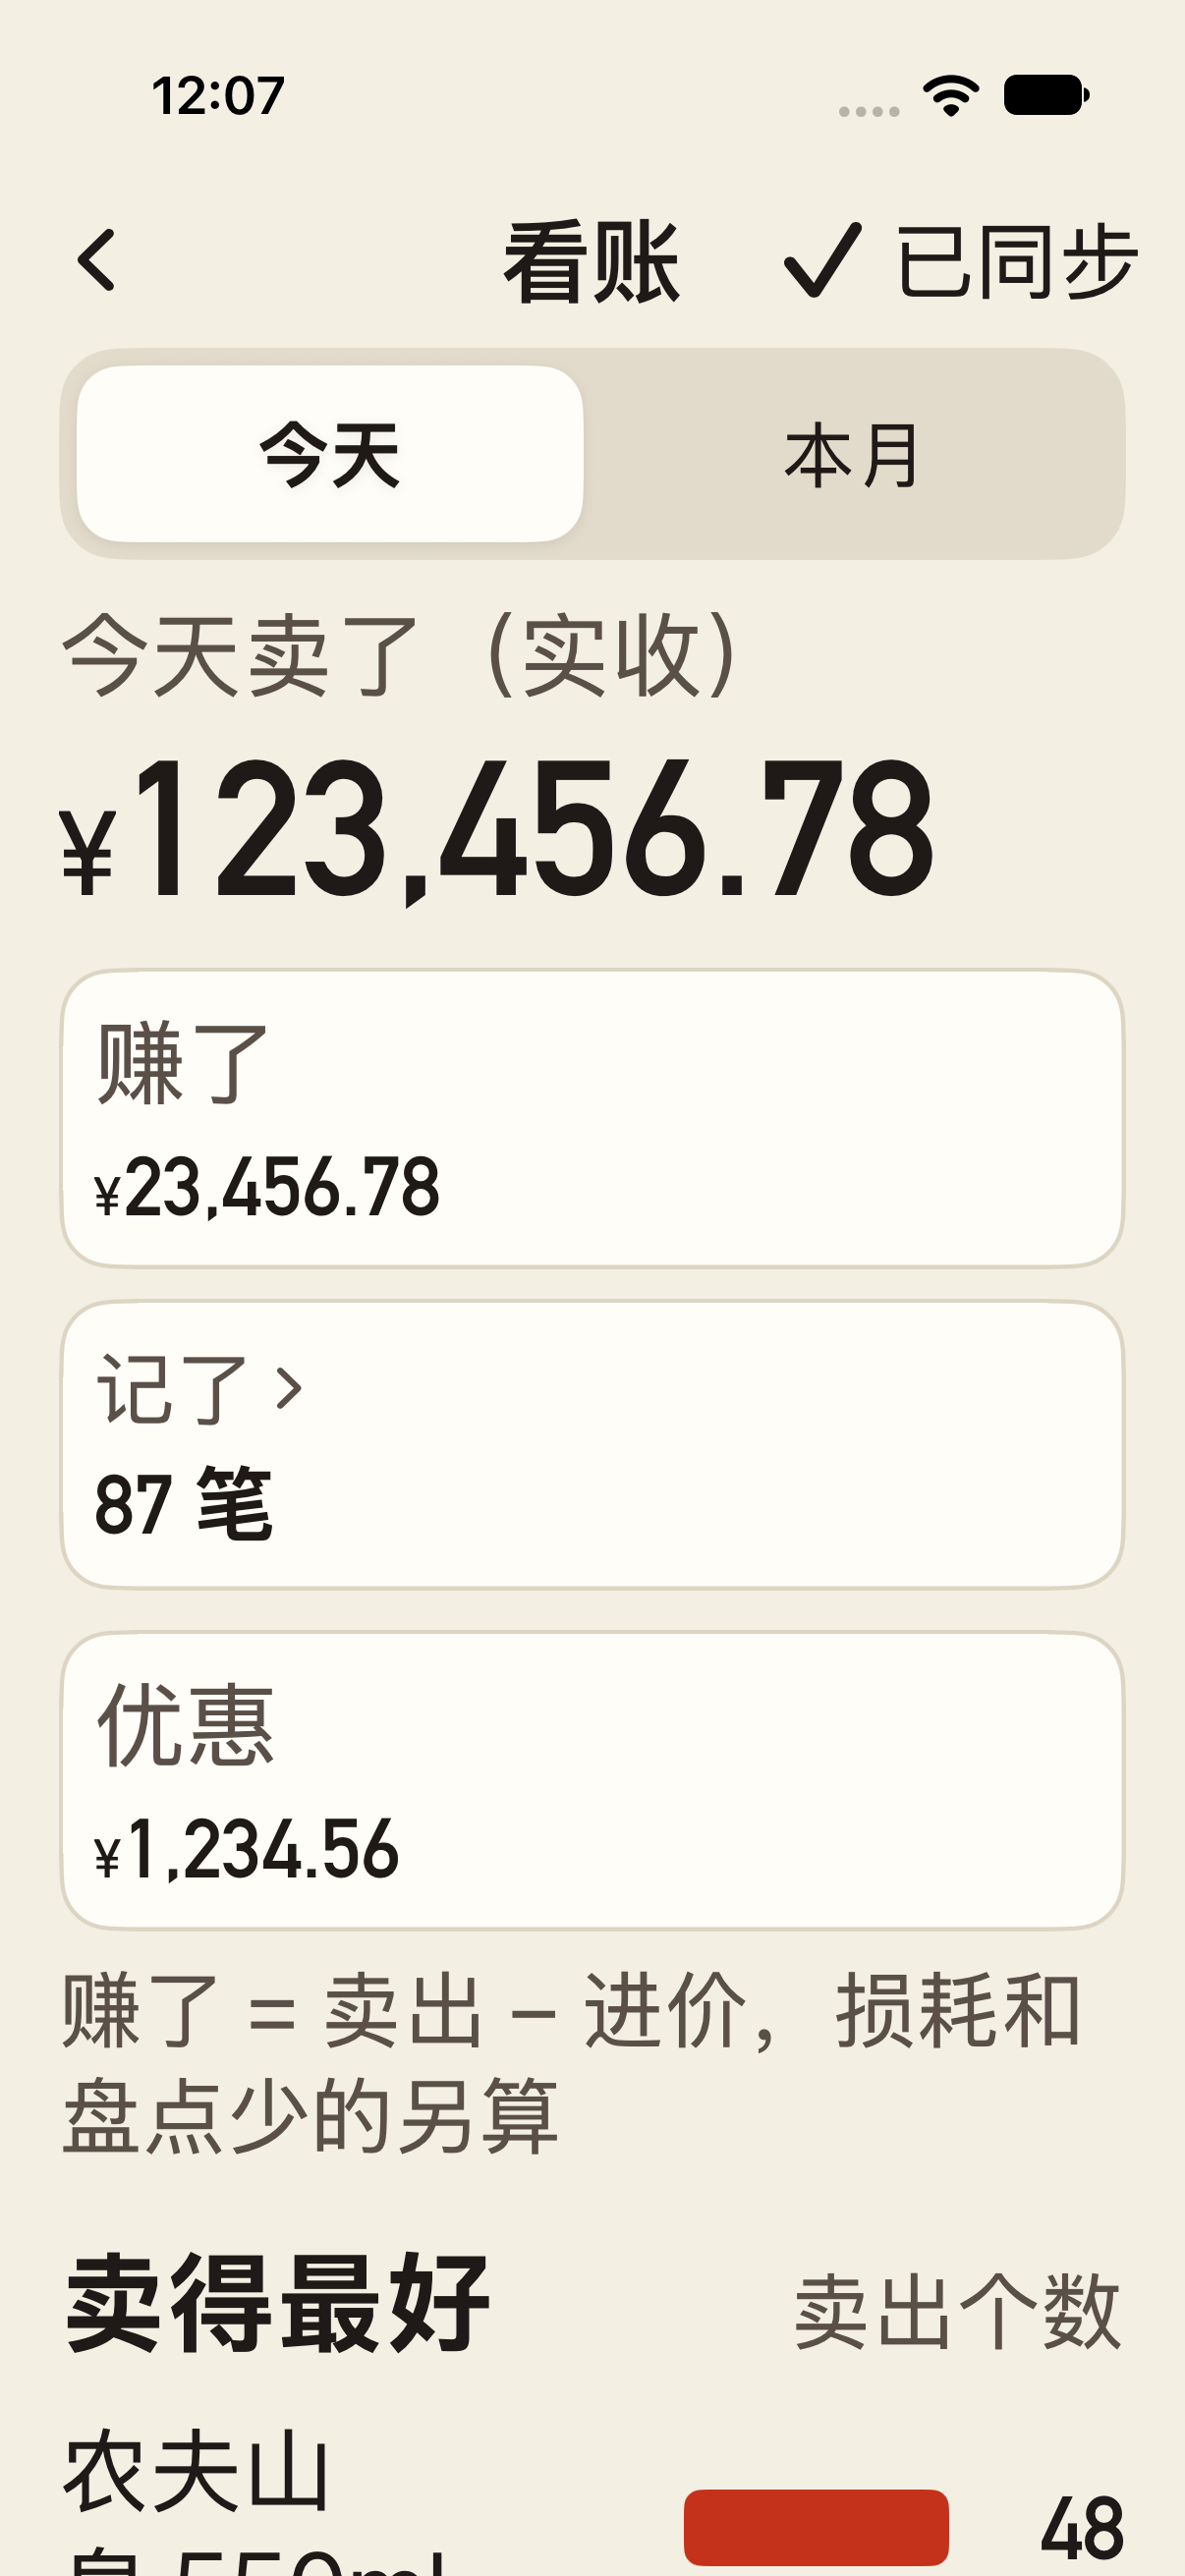 12:07
看账
已同步
今天
本月
今天卖了（实收）
¥123,456.78
赚了
¥23,456.78
记了
87 笔
优惠
¥1,234.56
赚了 = 卖出 − 进价，损耗和
盘点少的另算
卖得最好
卖出个数
农夫山
48
550ml